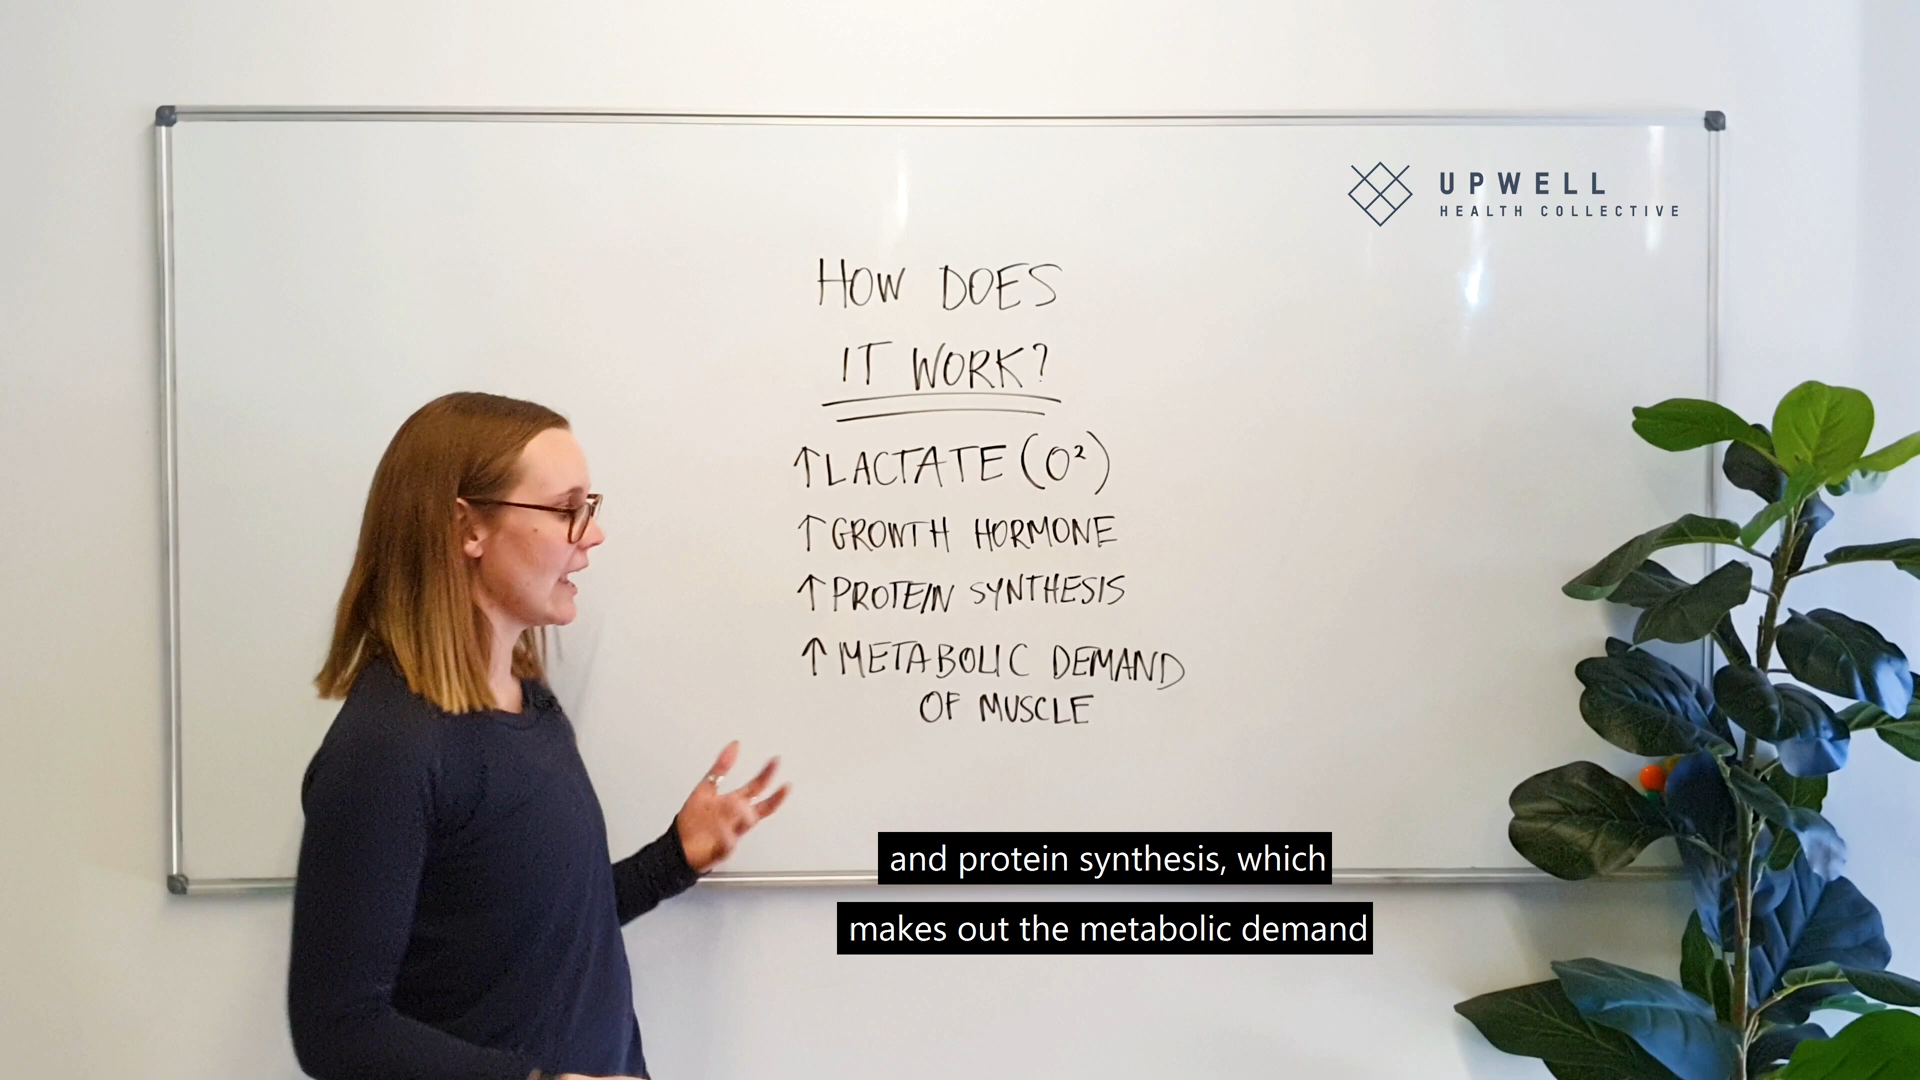 UPWELL
HEALTH COLLECTIVE
HOW DOES
IT WORK?
↑LACTATE (O²)
↑GROWTH HORMONE
↑PROTEIN SYNTHESIS
↑METABOLIC DEMAND
OF MUSCLE
and protein synthesis, which
makes out the metabolic demand